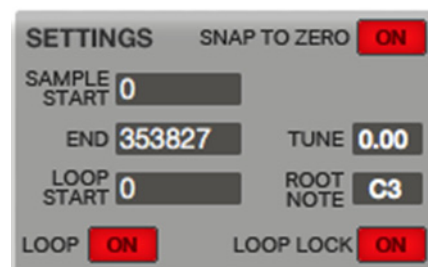 SETTINGS SNAP TO ZERO ON
SAMPLE START 0
END 353827 TUNE 0.00
LOOP START 0 ROOT NOTE C3
LOOP ON LOOP LOCK ON